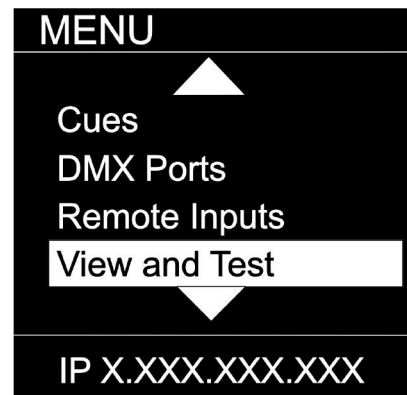 MENU
Cues
DMX Ports
Remote Inputs
View and Test
IP X.XXX.XXX.XXX